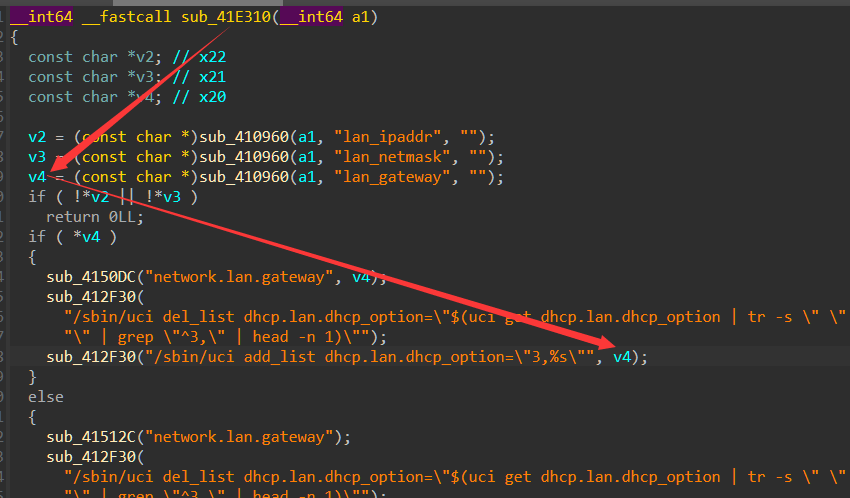 __int64 __fastcall sub_41E310(__int64 a1)
{
const char *v2; // x22
const char *v3; // x21
const char *v4; // x20
v2 = (const char *)sub_410960(a1, "lan_ipaddr", "");
v3 = (const char *)sub_410960(a1, "lan_netmask", "");
v4 = (const char *)sub_410960(a1, "lan_gateway", "");
if ( !*v2 || !*v3 )
return 0LL;
if ( *v4 )
{
sub_4150DC("network.lan.gateway", v4);
sub_412F30(
"/sbin/uci del_list dhcp.lan.dhcp_option=\"$(uci get dhcp.lan.dhcp_option | tr -s \" \"
"\" | grep \"^3,\" | head -n 1)\"");
sub_412F30("/sbin/uci add_list dhcp.lan.dhcp_option=\"3,%s\"", v4);
}
else
{
sub_41512C("network.lan.gateway");
sub_412F30(
"/sbin/uci del_list dhcp.lan.dhcp_option=\"$(uci get dhcp.lan.dhcp_option | tr -s \" \"
"\" | grep \"^3,\" | head -n 1)\"");